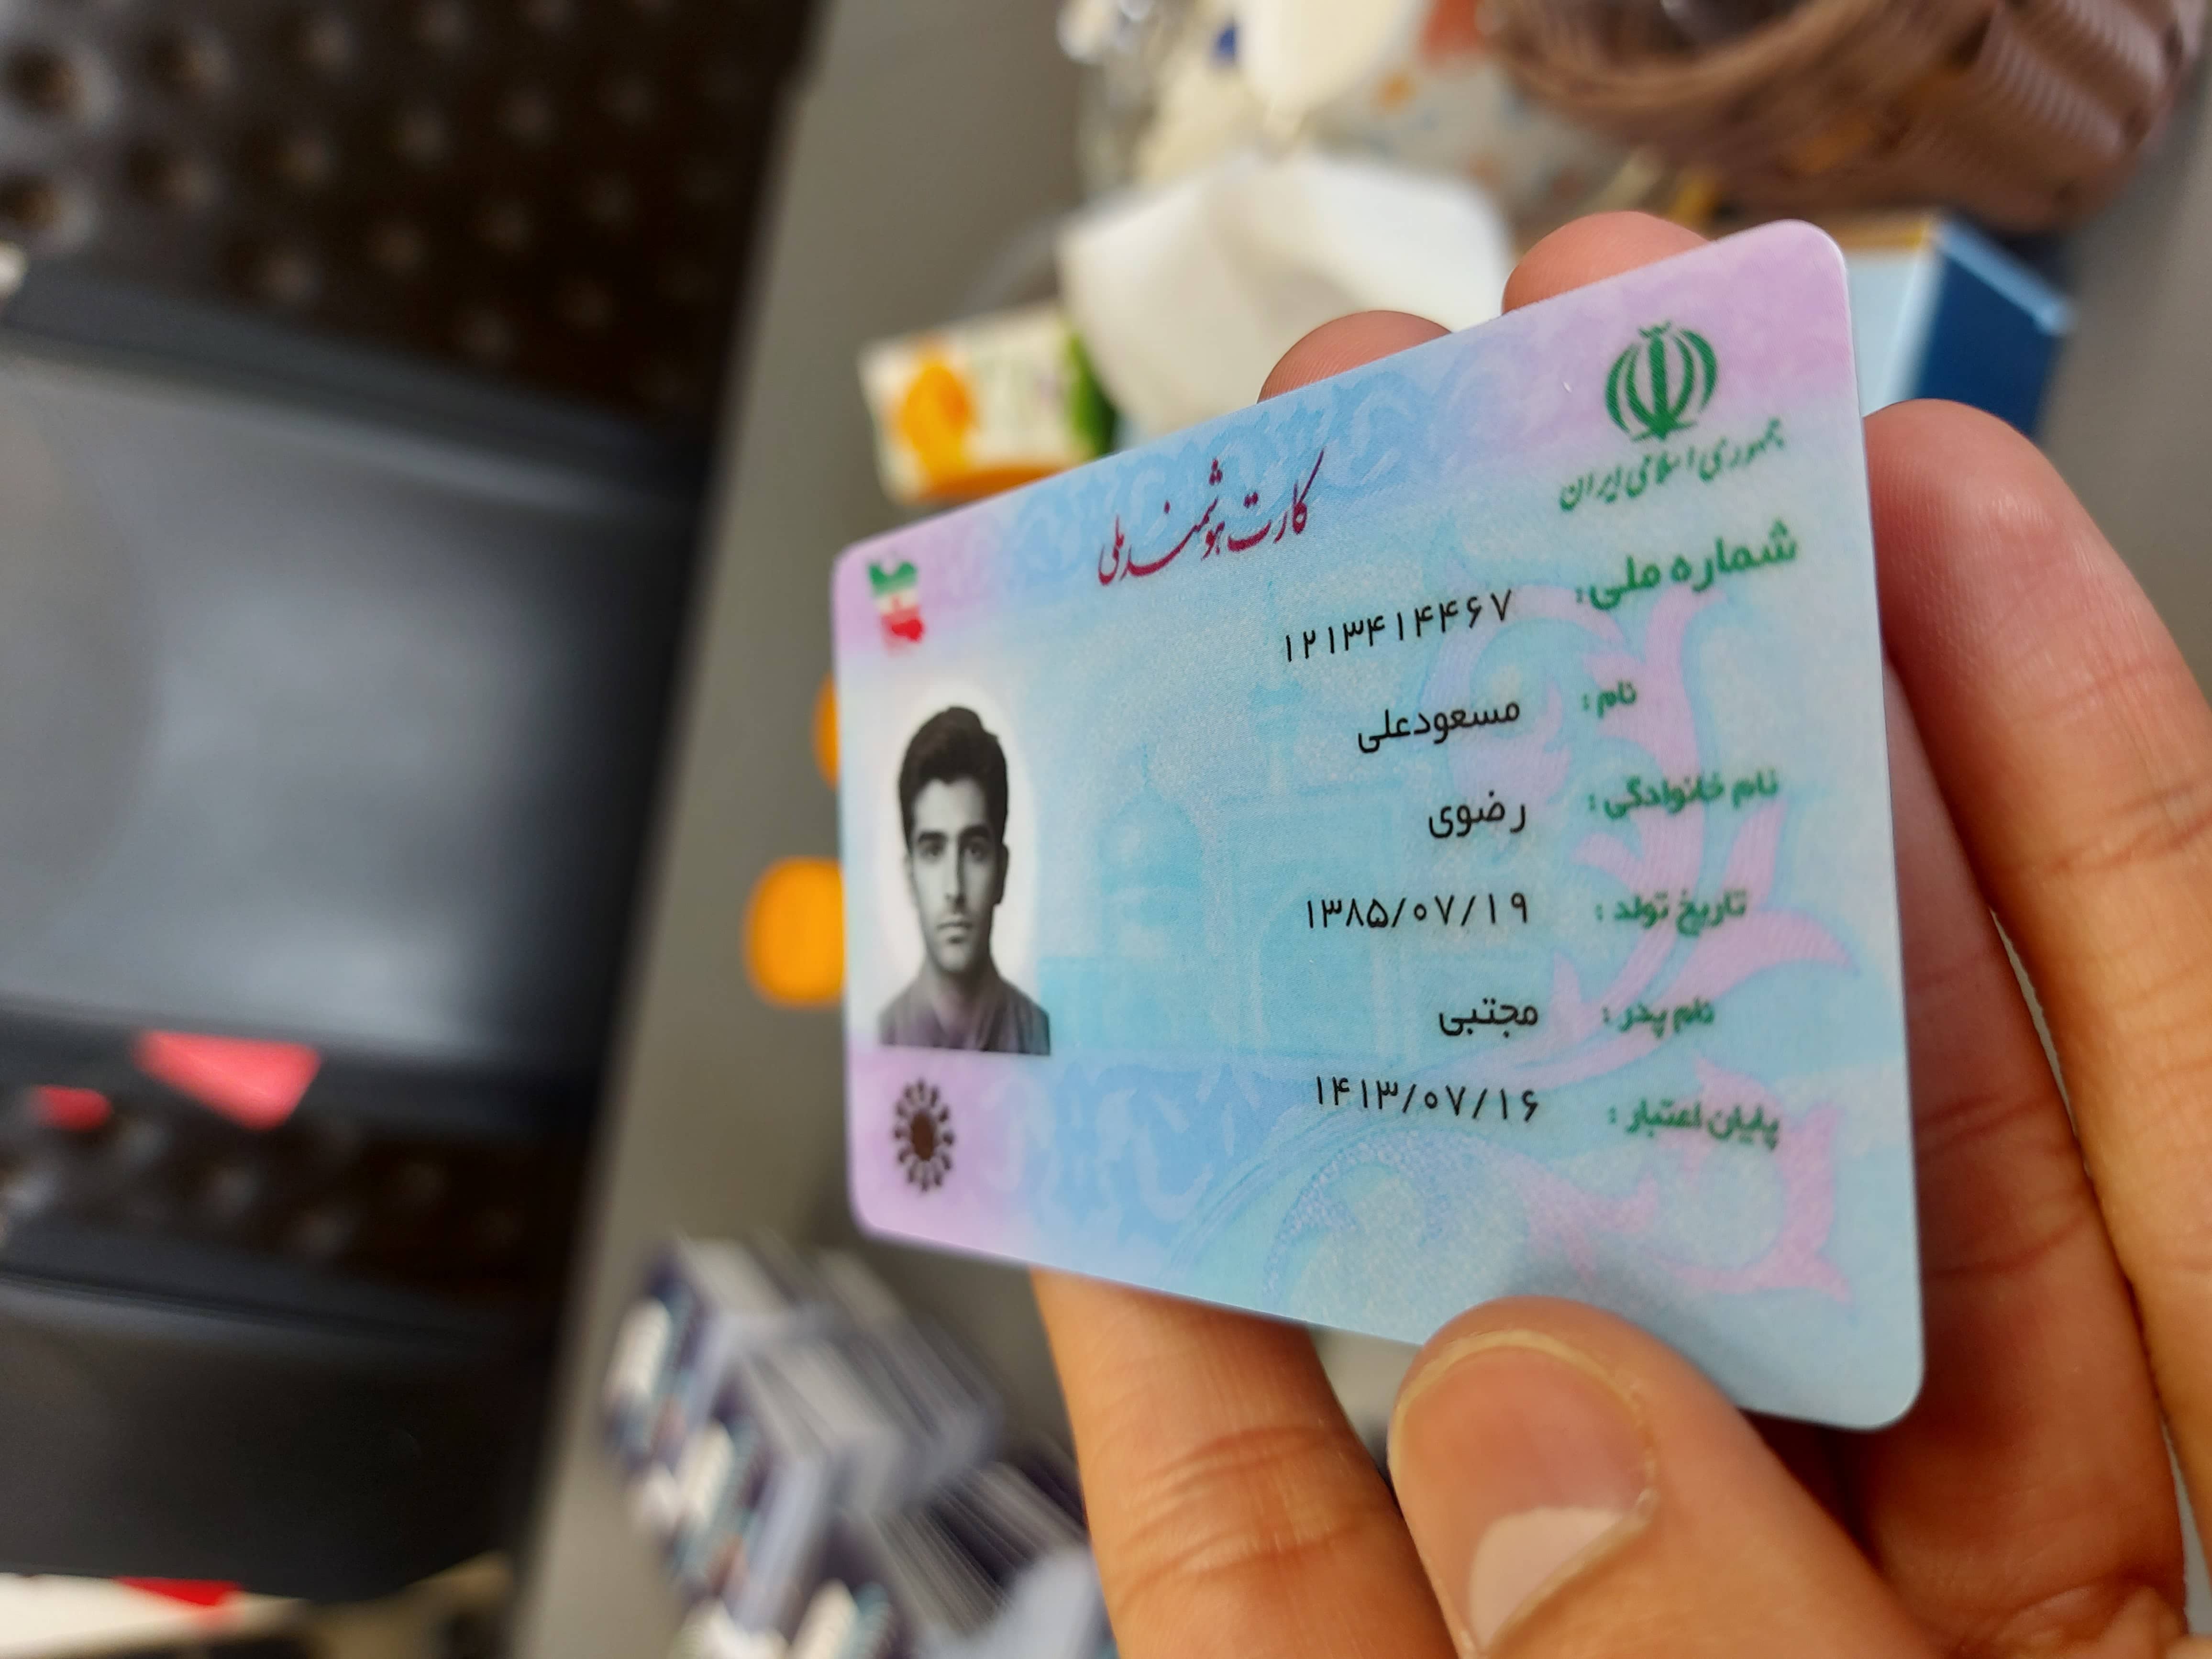 جمهوری اسلامی ایران
کارت هوشمند ملی
شماره ملی: ۱۲۱۳۴۱۴۴۶۷
نام: مسعودعلی
نام خانوادگی: رضوی
تاریخ تولد: ۱۳۸۵/۰۷/۱۹
نام پدر: مجتبی
پایان اعتبار: ۱۴۱۳/۰۷/۱۶